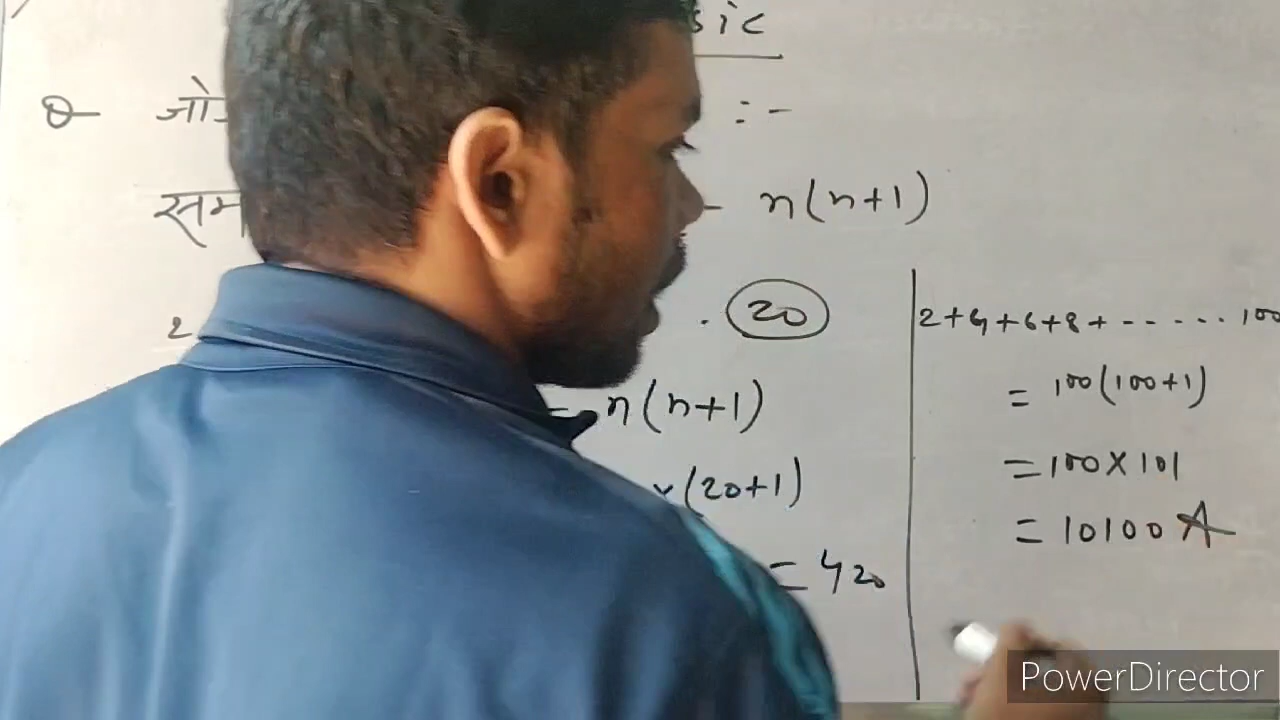 sic
Q- जो :-
सम - n(n+1)
2 . 20
= n(n+1)
×(20+1)
= 420
2+4+6+8+-----.. 100
= 100(100+1)
= 100×101
= 10100 A
PowerDirector